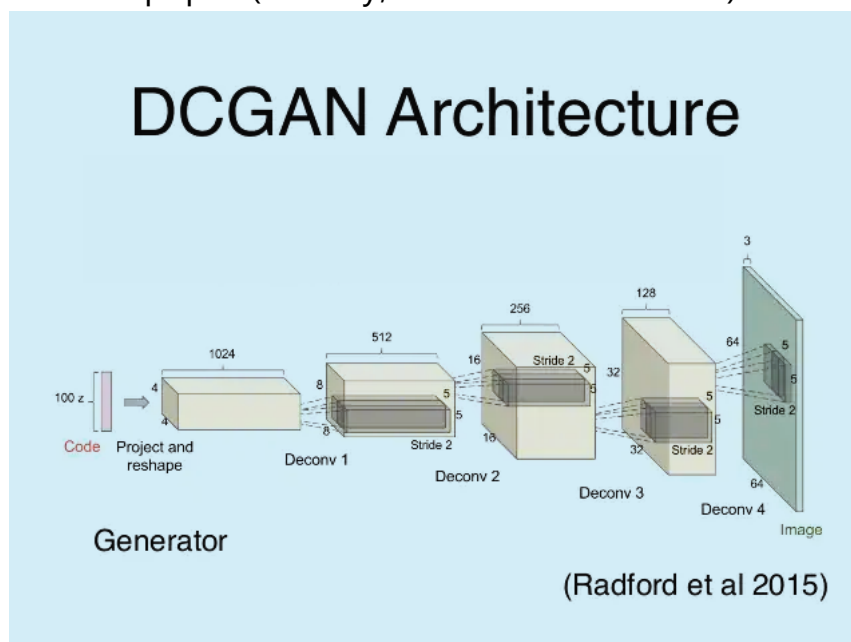 DCGAN Architecture
3
128
256
512
1024
100 z
4
4
8
8
5
5
16
16
Stride 2
5
5
32
32
5
5
64
64
5
5
Stride 2
Stride 2
Stride 2
Code
Project and
reshape
Deconv 1
Deconv 2
Deconv 3
Deconv 4
Image
Generator
(Radford et al 2015)